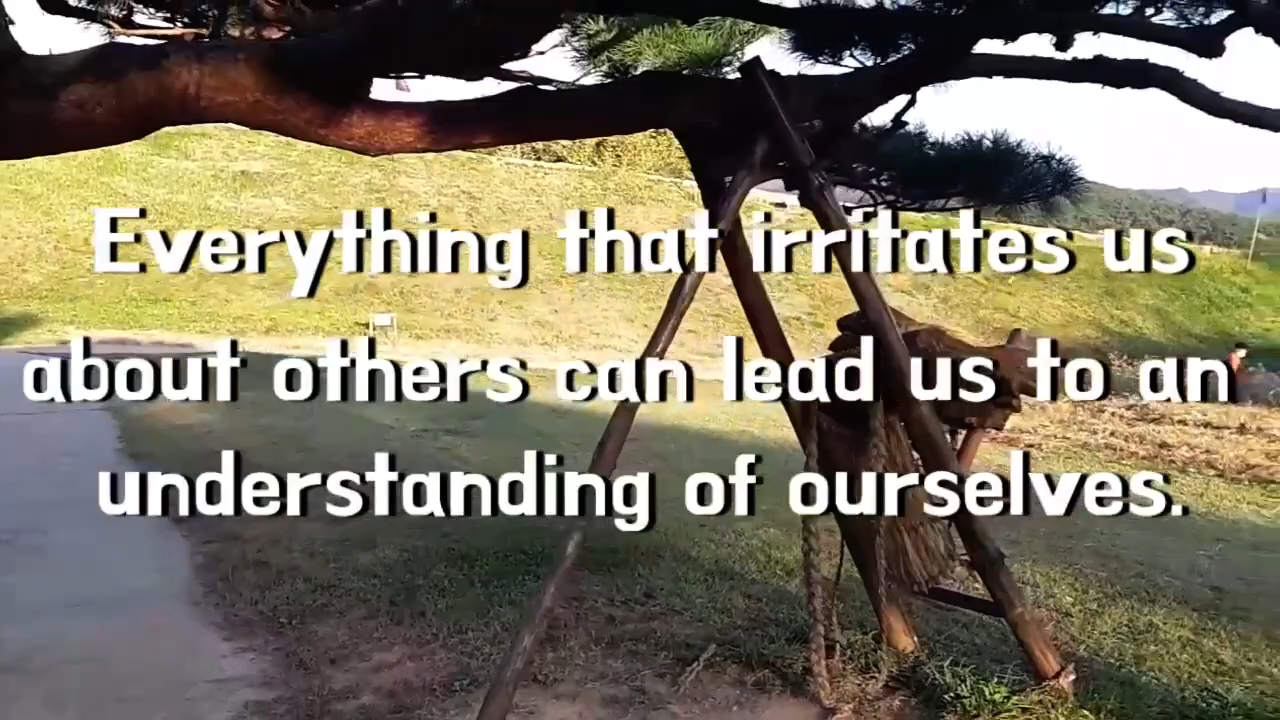 Everything that irritates us
about others can lead us to an
understanding of ourselves.